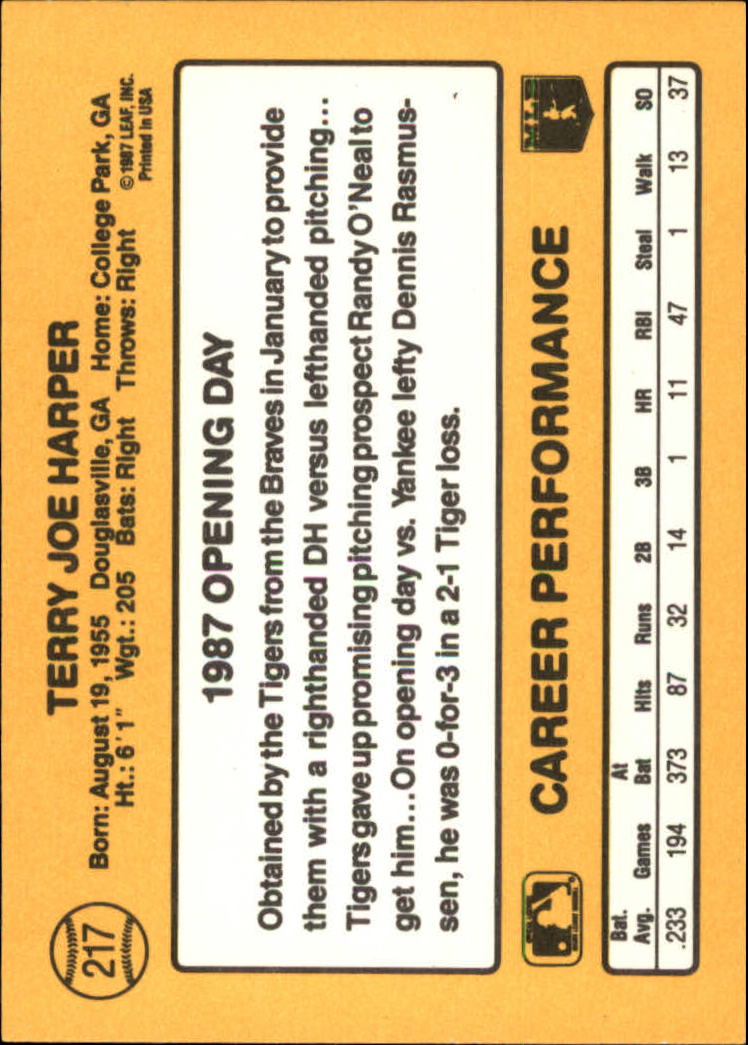 217
TERRY JOE HARPER
Born: August 19, 1955 Douglasville, GA Home: College Park, GA
Ht.: 6'1" Wgt.: 205 Bats: Right Throws: Right
© 1987 LEAF, INC.
Printed in USA
1987 OPENING DAY
Obtained by the Tigers from the Braves in January to provide
them with a righthanded DH versus lefthanded pitching...
Tigers gave up promising pitching prospect Randy O'Neal to
get him...On opening day vs. Yankee lefty Dennis Rasmus-
sen, he was 0-for-3 in a 2-1 Tiger loss.
CAREER PERFORMANCE
MLB
Bat. Avg. Games At Bat Hits Runs 2B 3B HR RBI Steal Walk SO
.233 194 373 87 32 14 1 11 47 1 13 37